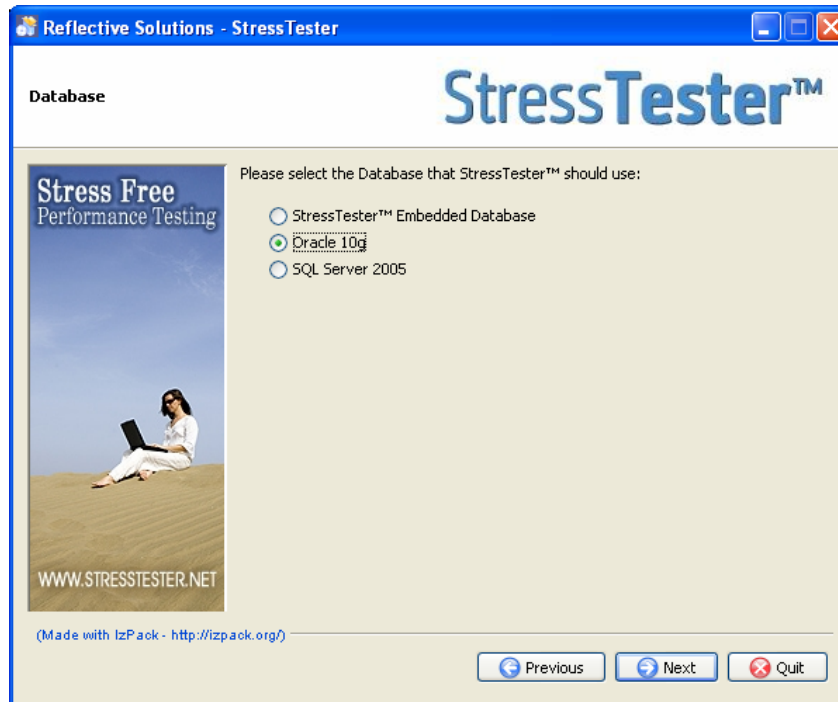 Reflective Solutions - StressTester
Database
StressTester™
Stress Free
Performance Testing
WWW.STRESSTESTER.NET
Please select the Database that StressTester™ should use:
StressTester™ Embedded Database
Oracle 10g
SQL Server 2005
(Made with IzPack - http://izpack.org/)
Previous
Next
Quit